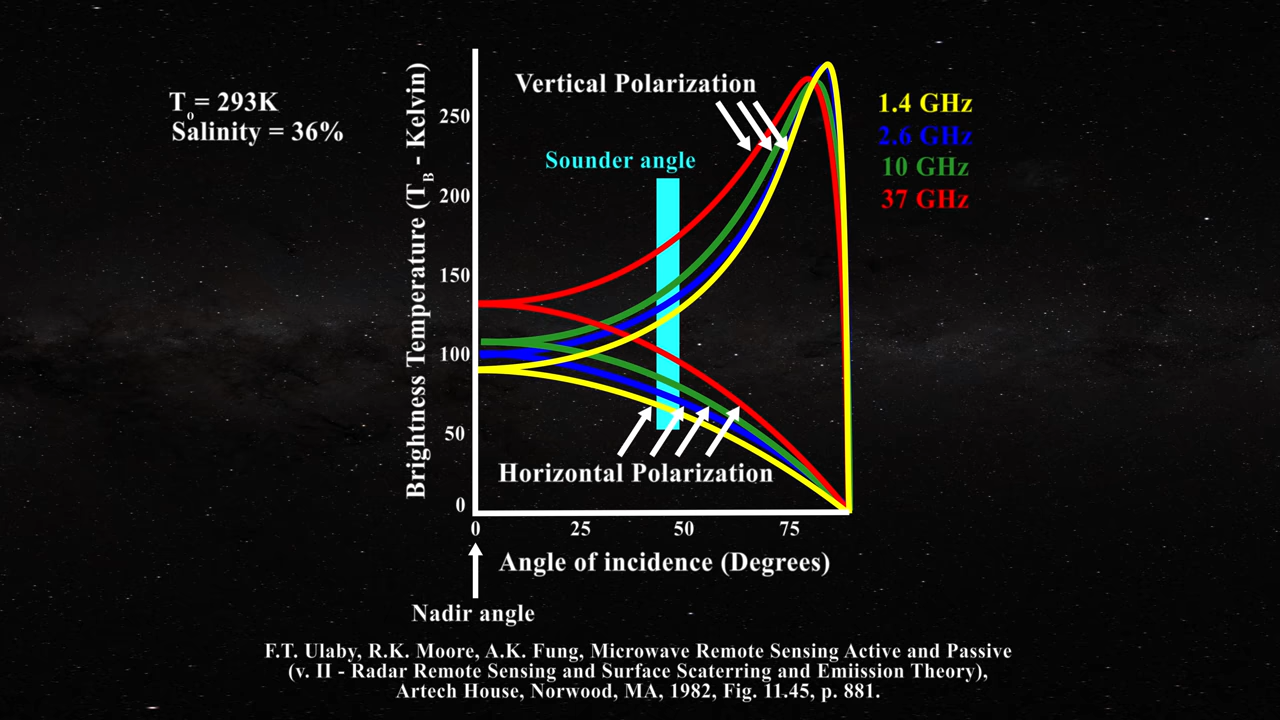 T₀ = 293K
Salinity = 36%
Vertical Polarization
Sounder angle
1.4 GHz
2.6 GHz
10 GHz
37 GHz
Brightness Temperature (T_B - Kelvin)
250
200
150
100
50
0
Horizontal Polarization
0 25 50 75
Angle of incidence (Degrees)
Nadir angle
F.T. Ulaby, R.K. Moore, A.K. Fung, Microwave Remote Sensing Active and Passive
(v. II - Radar Remote Sensing and Surface Scaterring and Emiission Theory),
Artech House, Norwood, MA, 1982, Fig. 11.45, p. 881.